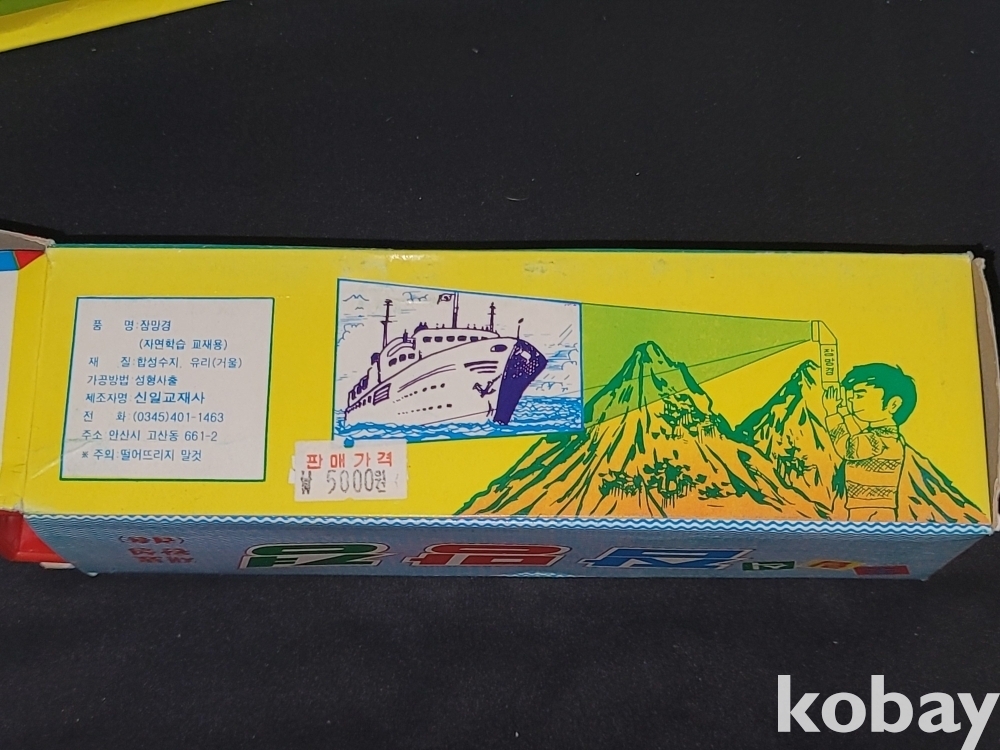 품 명:잠망경
(자연학습 교재용)
재 질:합성수지, 유리(거울)
가공방법 성형사출
제조자명 신일교재사
전 화 (0345)401-1463
주소 안산시 고산동 661-2
※ 주의:떨어뜨리지 말것
판매가격
₩ 5000원
잠망경
잠망경
kobay